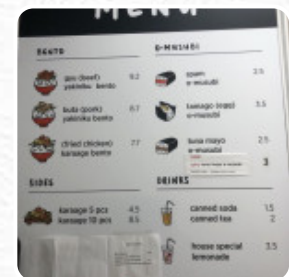 MENU
BENTO
gyu (beef) 8.2
yakiniku bento
buta (pork) 6.7
yakiniku bento
(fried chicken) 7.7
karaage bento
SIDES
karaage 5 pcs 4.5
karaage 10 pcs 8.5
O-MUSUBI
spam 2.5
o-musubi
tamago (egg) 3.5
o-musubi
tuna mayo 2.5
o-musubi
3
DRINKS
canned soda 1.5
canned tea 2
house special 3.5
lemonade